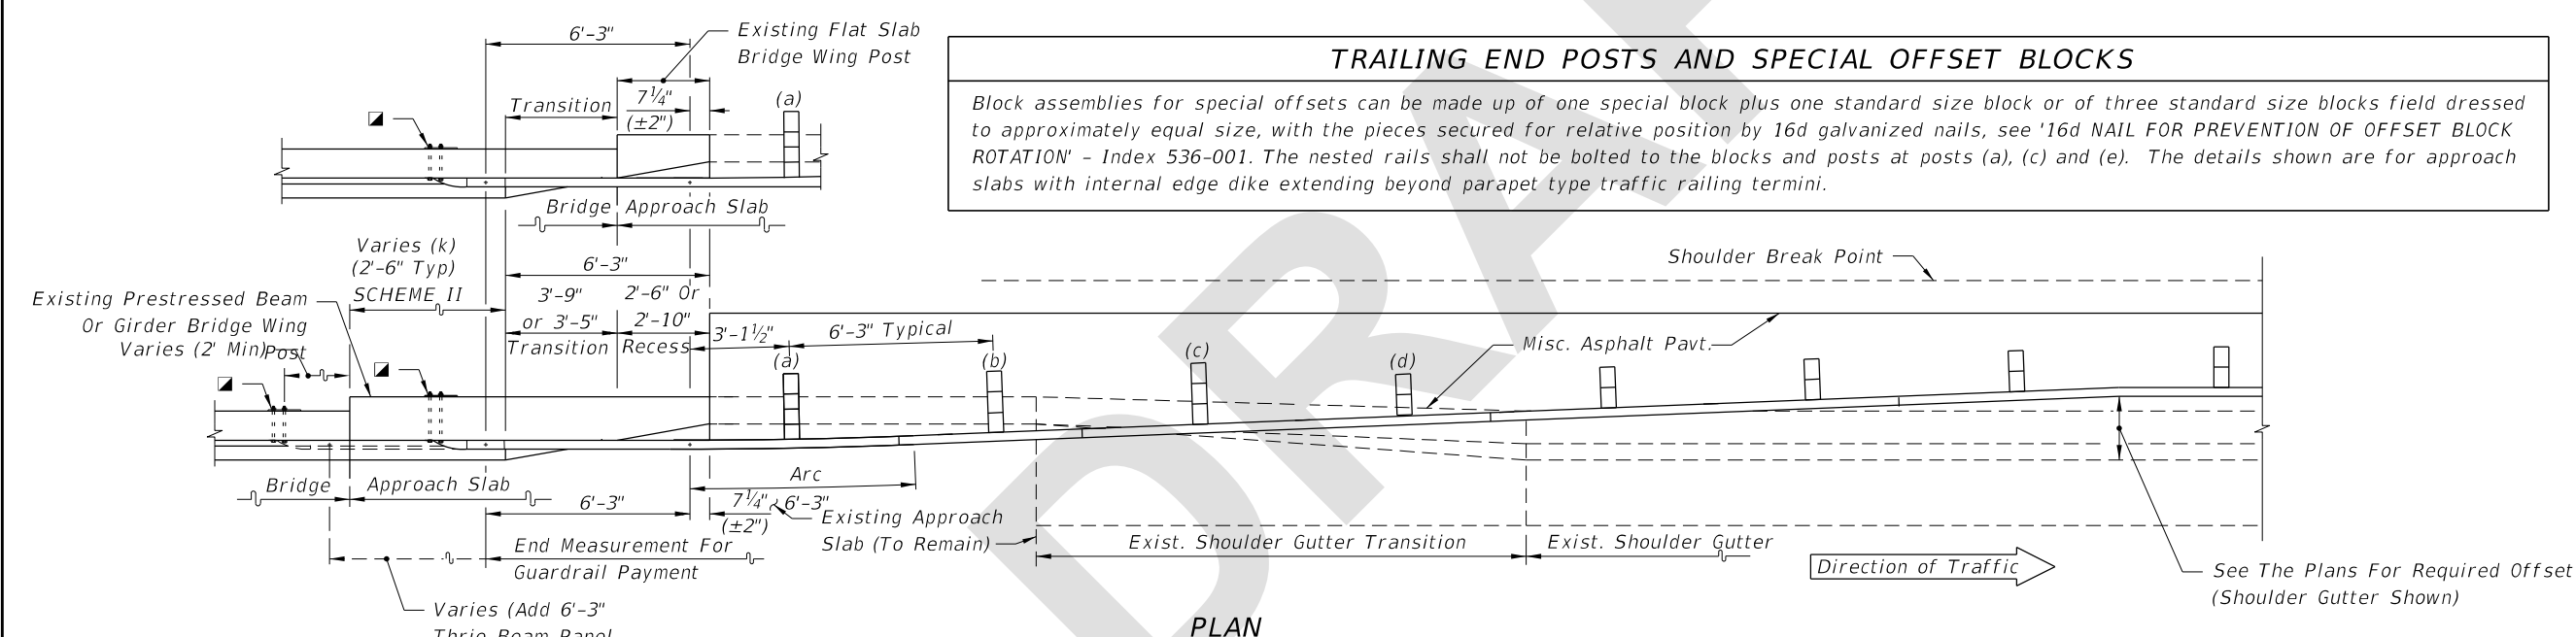 6'-3"
Existing Flat Slab
Bridge Wing Post
Transition
7¼"
(±2")
(a)
Bridge
Approach Slab
TRAILING END POSTS AND SPECIAL OFFSET BLOCKS
Block assemblies for special offsets can be made up of one special block plus one standard size block or of three standard size blocks field dressed
to approximately equal size, with the pieces secured for relative position by 16d galvanized nails, see '16d NAIL FOR PREVENTION OF OFFSET BLOCK
ROTATION' - Index 536-001. The nested rails shall not be bolted to the blocks and posts at posts (a), (c) and (e). The details shown are for approach
slabs with internal edge dike extending beyond parapet type traffic railing termini.
Varies (k)
(2'-6" Typ)
SCHEME II
6'-3"
3'-9"
or 3'-5"
Transition
2'-6" Or
2'-10"
Recess
Existing Prestressed Beam
Or Girder Bridge Wing
Post
Varies (2' Min)
3'-1½"
6'-3" Typical
(a)
(b)
(c)
(d)
Shoulder Break Point
Misc. Asphalt Pavt.
Bridge
Approach Slab
Arc
6'-3"
7¼"
(±2")
6'-3"
Existing Approach
Slab (To Remain)
End Measurement For
Guardrail Payment
Exist. Shoulder Gutter Transition
Exist. Shoulder Gutter
Direction of Traffic
See The Plans For Required Offset
(Shoulder Gutter Shown)
Varies (Add 6'-3"
Thrie Beam Panel
PLAN
DRAF